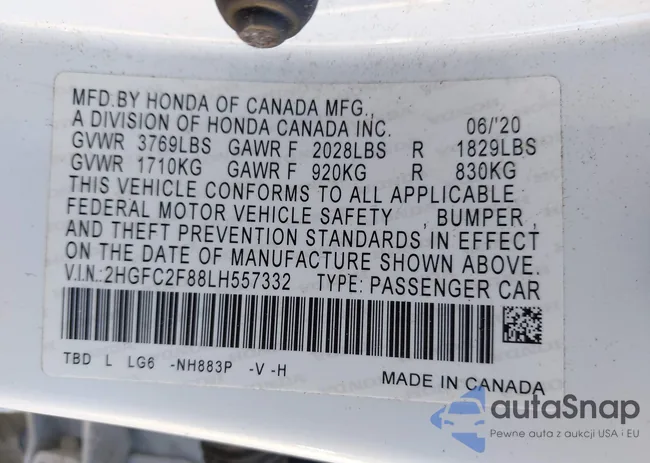 MFD.BY HONDA OF CANADA MFG.,
A DIVISION OF HONDA CANADA INC. 06/'20
GVWR 3769LBS GAWR F 2028LBS R 1829LBS
GVWR 1710KG GAWR F 920KG R 830KG
THIS VEHICLE CONFORMS TO ALL APPLICABLE
FEDERAL MOTOR VEHICLE SAFETY , BUMPER ,
AND THEFT PREVENTION STANDARDS IN EFFECT
ON THE DATE OF MANUFACTURE SHOWN ABOVE.
V.I.N.:2HGFC2F88LH557332 TYPE: PASSENGER CAR
TBD L LG6 -NH883P -V -H
MADE IN CANADA
autaSnap
Pewne auta z aukcji USA i EU